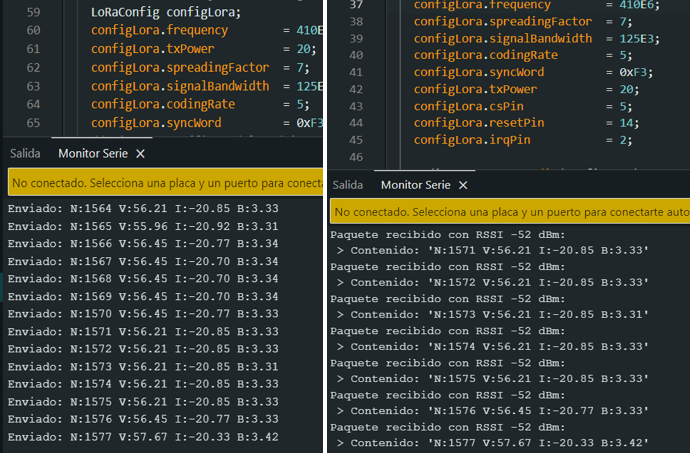 59 LoRaConfig configLora;
60 configLora.frequency = 410E
61 configLora.txPower = 20;
62 configLora.spreadingFactor = 7;
63 configLora.signalBandwidth = 125E
64 configLora.codingRate = 5;
65 configLora.syncWord = 0xF3
Salida Monitor Serie ×
No conectado. Selecciona una placa y un puerto para
Enviado: N:1564 V:56.21 I:-20.85 B:3.33
Enviado: N:1565 V:55.96 I:-20.92 B:3.31
Enviado: N:1566 V:56.45 I:-20.77 B:3.34
Enviado: N:1567 V:56.45 I:-20.70 B:3.34
Enviado: N:1568 V:56.45 I:-20.70 B:3.34
Enviado: N:1569 V:56.45 I:-20.70 B:3.34
Enviado: N:1570 V:56.45 I:-20.77 B:3.33
Enviado: N:1571 V:56.21 I:-20.85 B:3.33
Enviado: N:1572 V:56.21 I:-20.85 B:3.33
Enviado: N:1573 V:56.21 I:-20.85 B:3.31
Enviado: N:1574 V:56.21 I:-20.85 B:3.33
Enviado: N:1575 V:56.21 I:-20.85 B:3.33
Enviado: N:1576 V:56.45 I:-20.77 B:3.33
Enviado: N:1577 V:57.67 I:-20.33 B:3.42
37 configLora.frequency = 410E6;
38 configLora.spreadingFactor = 7;
39 configLora.signalBandwidth = 125E3;
40 configLora.codingRate = 5;
41 configLora.syncWord = 0xF3;
42 configLora.txPower = 20;
43 configLora.csPin = 5;
44 configLora.resetPin = 14;
45 configLora.irqPin = 2;
46
Salida Monitor Serie ×
No conectado. Selecciona una placa y un puerto para conectarte auto
Paquete recibido con RSSI -52 dBm:
> Contenido: 'N:1571 V:56.21 I:-20.85 B:3.33'
Paquete recibido con RSSI -52 dBm:
> Contenido: 'N:1572 V:56.21 I:-20.85 B:3.33'
Paquete recibido con RSSI -52 dBm:
> Contenido: 'N:1573 V:56.21 I:-20.85 B:3.31'
Paquete recibido con RSSI -52 dBm:
> Contenido: 'N:1574 V:56.21 I:-20.85 B:3.33'
Paquete recibido con RSSI -52 dBm:
> Contenido: 'N:1575 V:56.21 I:-20.85 B:3.33'
Paquete recibido con RSSI -52 dBm:
> Contenido: 'N:1576 V:56.45 I:-20.77 B:3.33'
Paquete recibido con RSSI -52 dBm:
> Contenido: 'N:1577 V:57.67 I:-20.33 B:3.42'